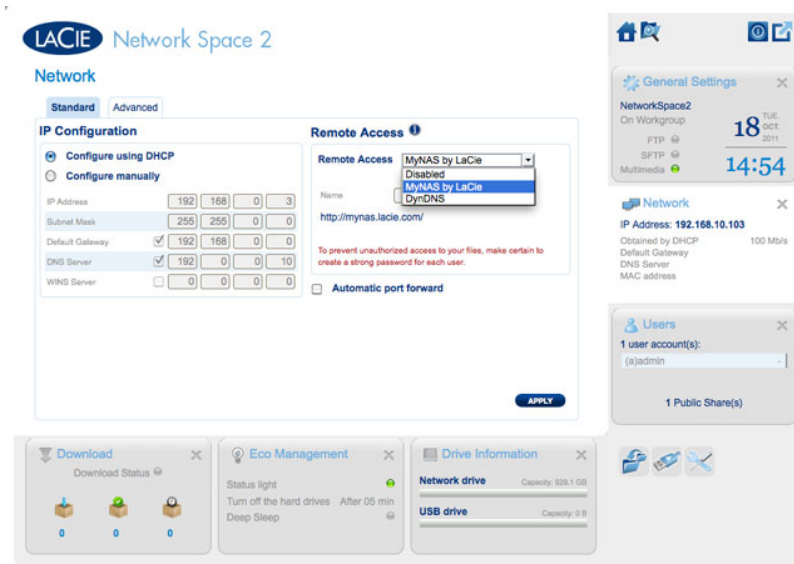 LACIE Network Space 2
Network
Standard Advanced
IP Configuration
Configure using DHCP
Configure manually
IP Address 192 168 0 3
Subnet Mask 255 255 0 0
Default Gateway 192 168 0 0
DNS Server 192 0 0 10
WINS Server 0 0 0 0
Remote Access
Remote Access MyNAS by LaCie
Disabled
MyNAS by LaCie
DynDNS
Name
http://mynas.lacie.com/
To prevent unauthorized access to your files, make certain to
create a strong password for each user.
Automatic port forward
APPLY
General Settings
NetworkSpace2
On Workgroup
FTP
SFTP
Multimedia
18 TUE. OCT. 2011
14:54
Network
IP Address: 192.168.10.103
Obtained by DHCP 100 Mb/s
Default Gateway
DNS Server
MAC address
Users
1 user account(s):
(a)admin -
1 Public Share(s)
Download
Download Status
0 0 0
Eco Management
Status light
Turn off the hard drives After 05 min
Deep Sleep
Drive Information
Network drive Capacity: 929.1 GB
USB drive Capacity: 0 B